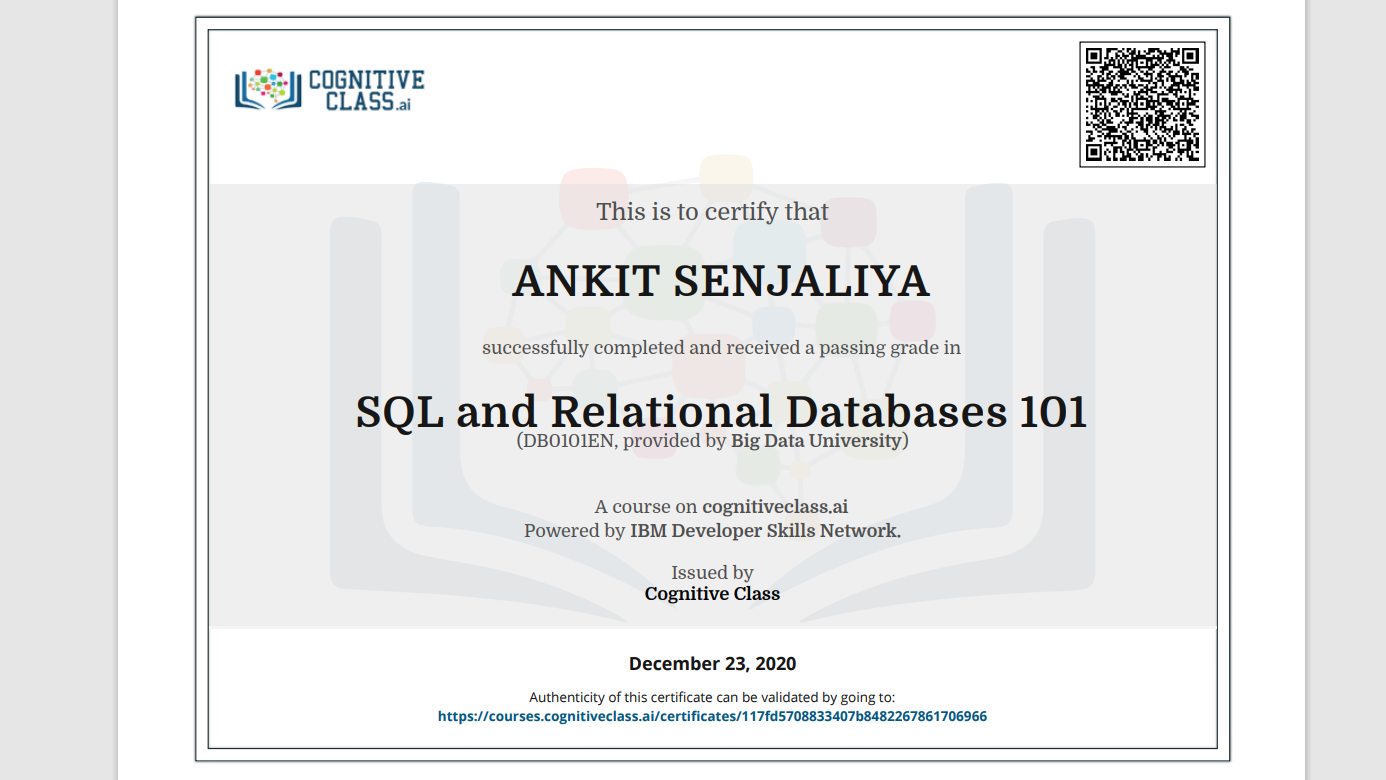 COGNITIVE
CLASS.ai
This is to certify that
ANKIT SENJALIYA
successfully completed and received a passing grade in
SQL and Relational Databases 101
(DB0101EN, provided by Big Data University)
A course on cognitiveclass.ai
Powered by IBM Developer Skills Network.
Issued by
Cognitive Class
December 23, 2020
Authenticity of this certificate can be validated by going to:
https://courses.cognitiveclass.ai/certificates/117fd5708833407b8482267861706966